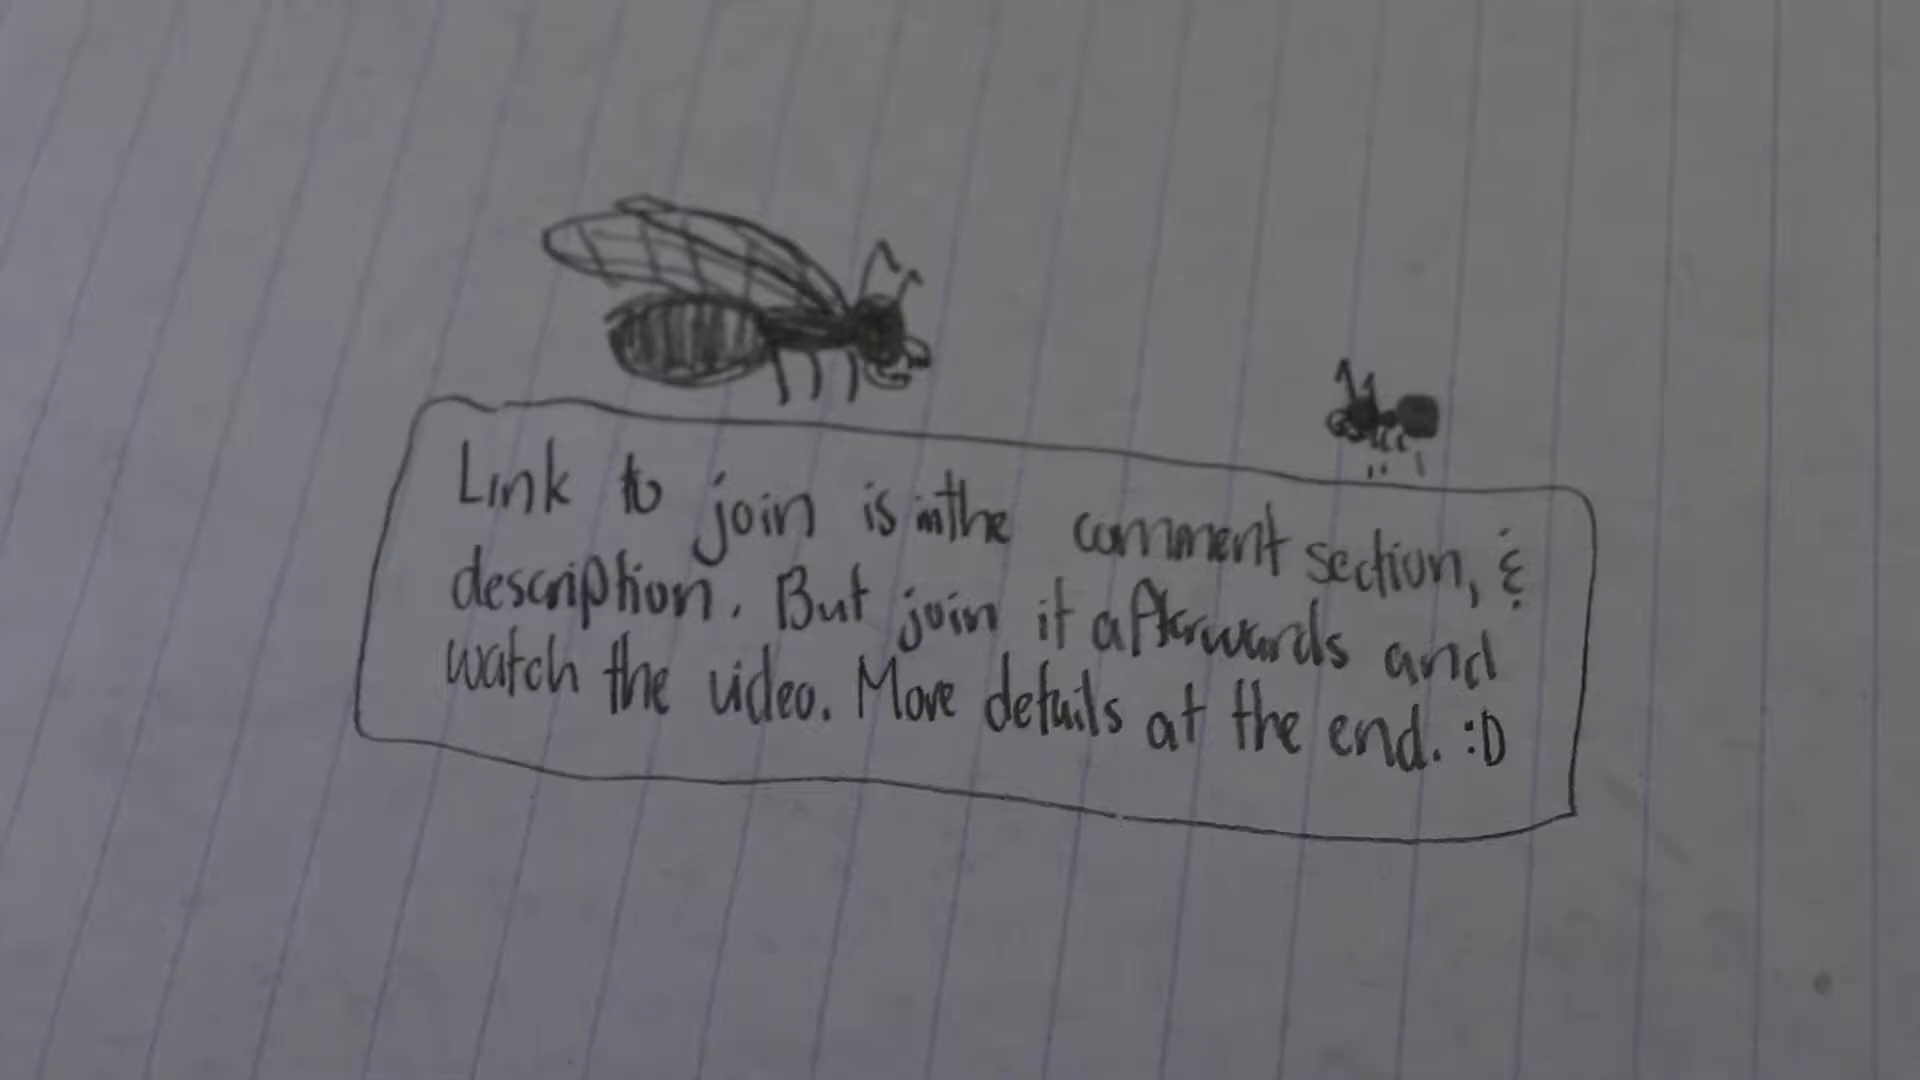 Link to join is in the comment section, &
description. But join it afterwards and
watch the video. More details at the end. :D